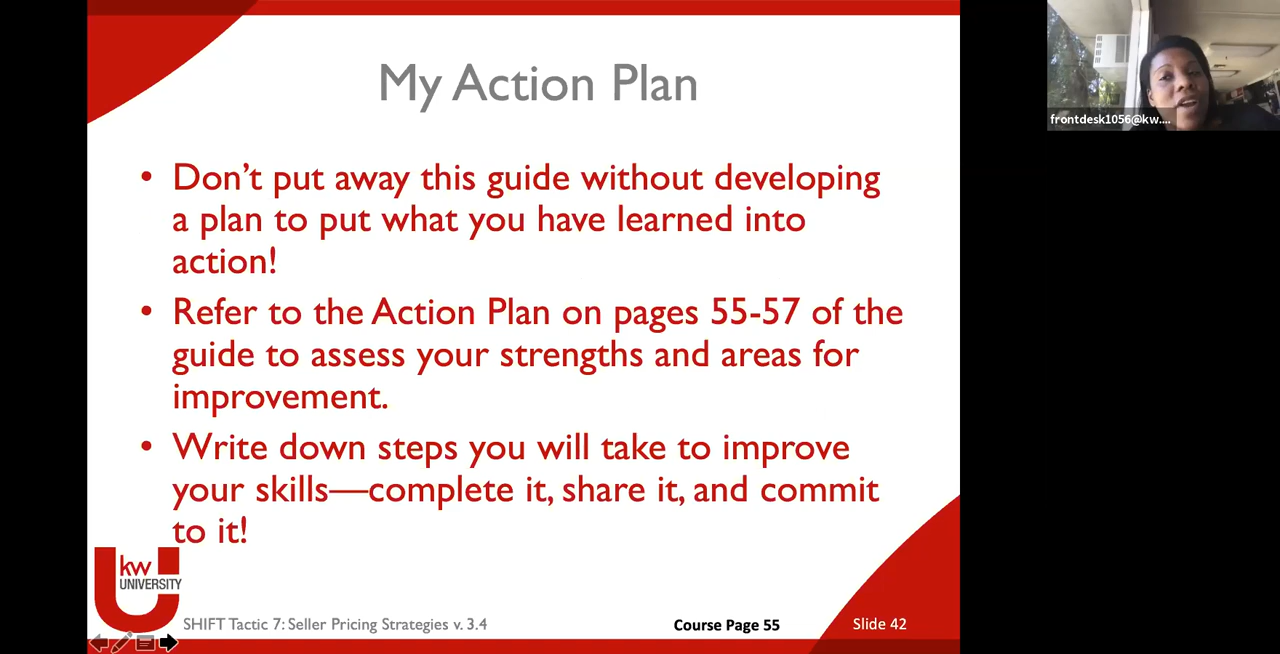 My Action Plan
• Don't put away this guide without developing
a plan to put what you have learned into
action!
• Refer to the Action Plan on pages 55-57 of the
guide to assess your strengths and areas for
improvement.
• Write down steps you will take to improve
your skills—complete it, share it, and commit
to it!
kw
UNIVERSITY
SHIFT Tactic 7: Seller Pricing Strategies v. 3.4
Course Page 55
Slide 42
frontdesk1056@kw....